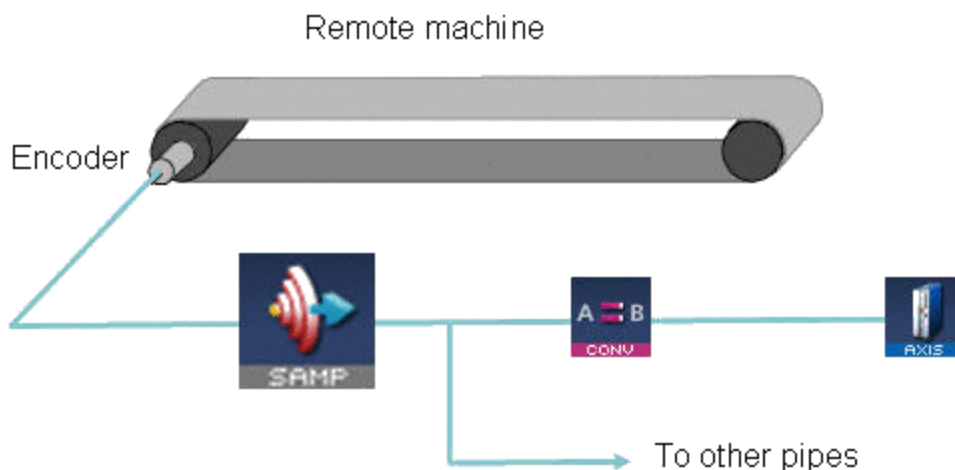 Remote machine
Encoder
SAMP
A = B
CONV
AXIS
To other pipes